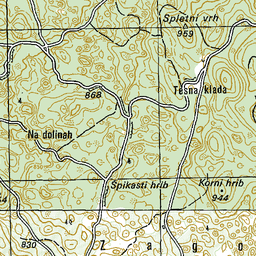 Spletni vrh
959
868
Tesna klada
Na dolinah
Spikasti hrib
Korni hrib
944
830
Z a g o